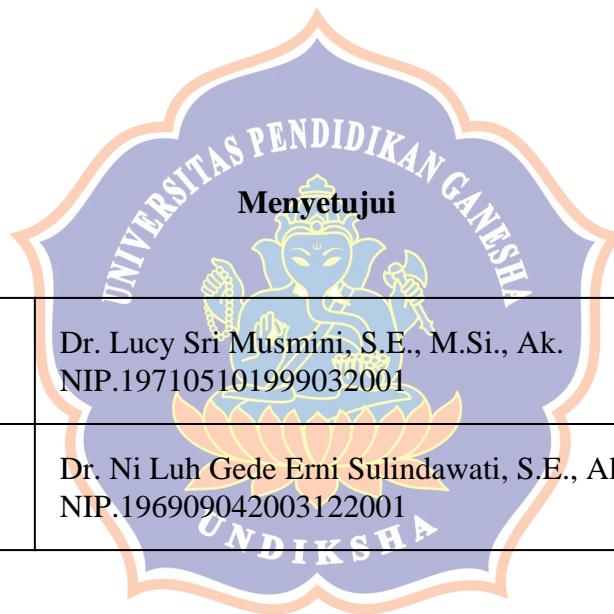 UNIVERSITAS PENDIDIKAN GANESHA
Menyetujui
Dr. Lucy Sri Musmini, S.E., M.Si., Ak.
NIP.197105101999032001
Dr. Ni Luh Gede Erni Sulindawati, S.E.,
NIP.196909042003122001
UNDIKSHA